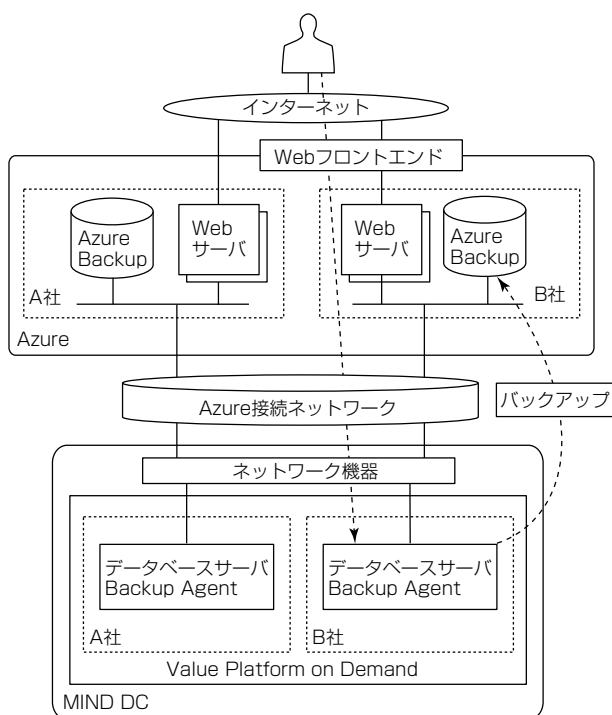 インターネット
Webフロントエンド
Azure
Backup
Web
サーバ
Web
サーバ
Azure
Backup
A社
B社
Azure
Azure接続ネットワーク
バックアップ
ネットワーク機器
データベースサーバ
Backup Agent
データベースサーバ
Backup Agent
A社
B社
Value Platform on Demand
MIND DC